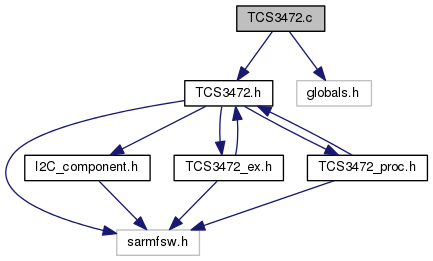 TCS3472.c
TCS3472.h
globals.h
I2C_component.h
TCS3472_ex.h
TCS3472_proc.h
sarmfsw.h